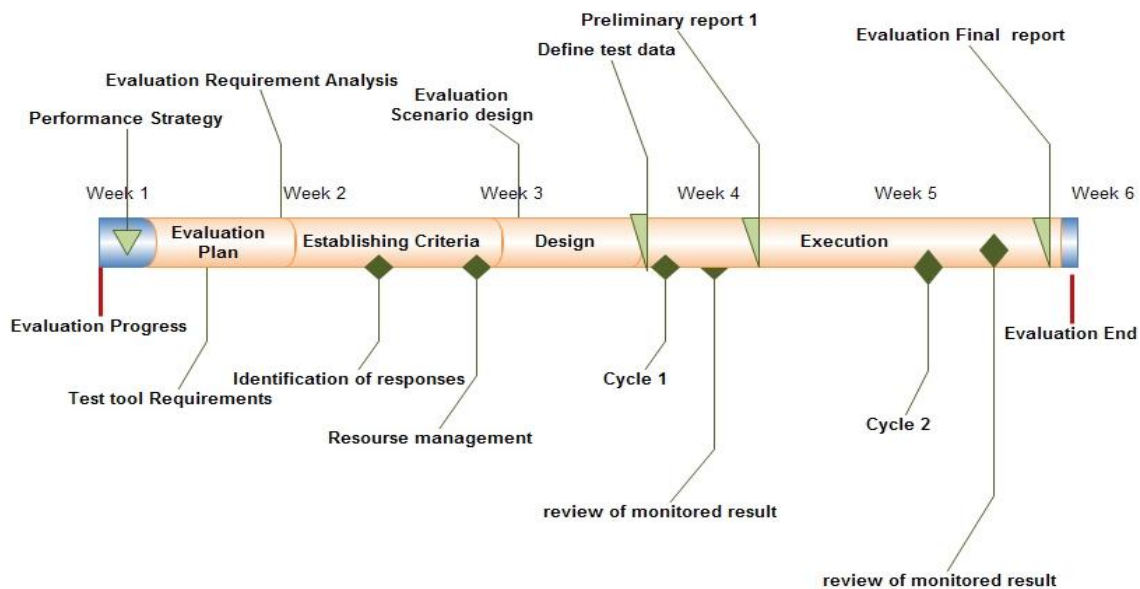 Preliminary report 1
Evaluation Final  report
Define test data
Evaluation Requirement Analysis
Evaluation
Scenario design
Performance Strategy
Week 1
Week 2
Week 3
Week 4
Week 5
Week 6
Evaluation
Plan
Establishing Criteria
Design
Execution
Evaluation Progress
Evaluation End
Identification of responses
Cycle 1
Test tool Requirements
Cycle 2
Resourse management
review of monitored result
review of monitored result